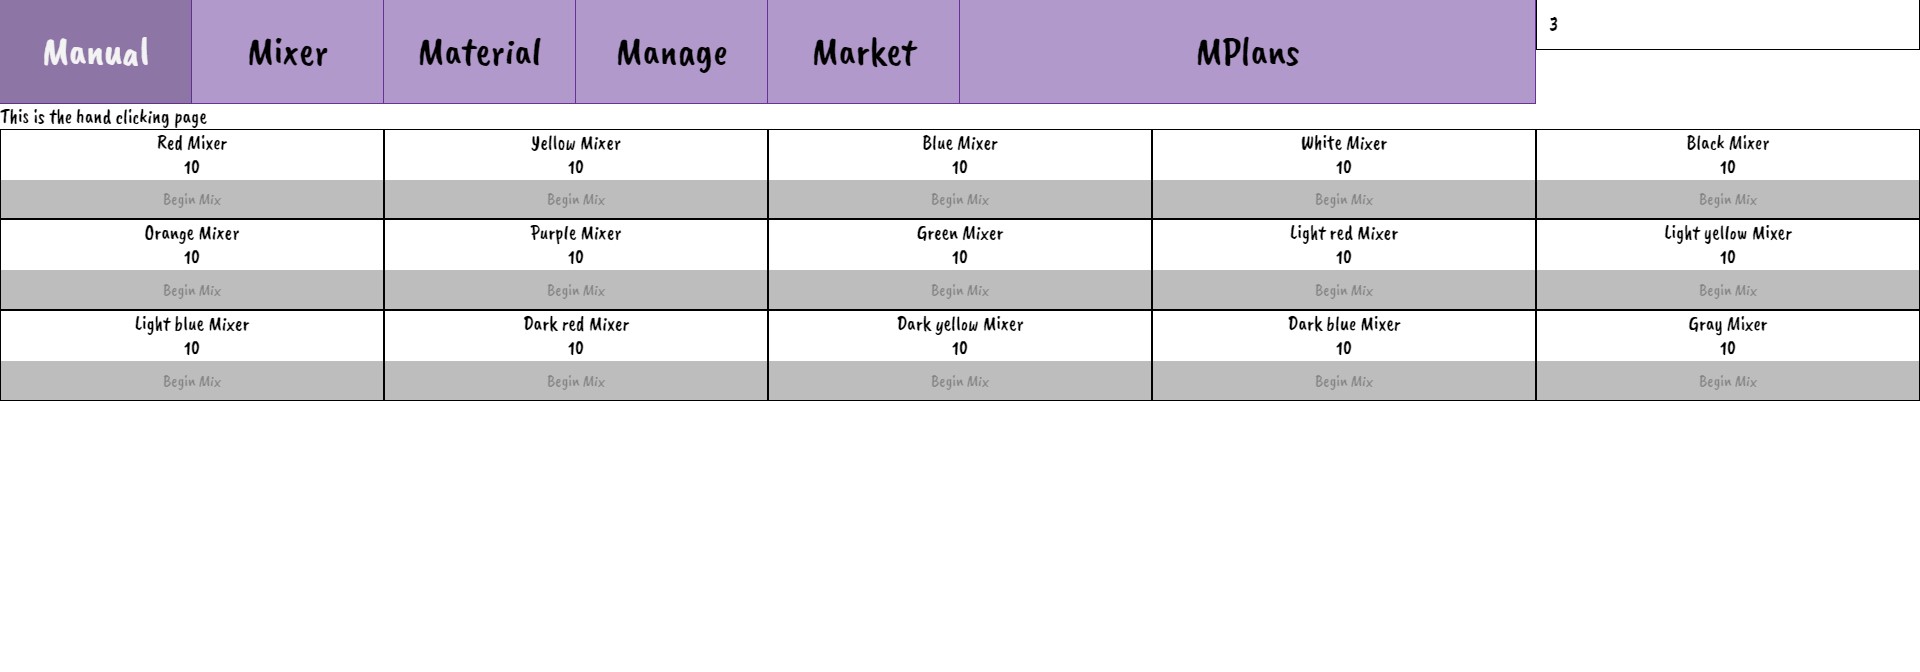 Manual Mixer Material Manage Market MPlans 3
This is the hand clicking page
Red Mixer Yellow Mixer Blue Mixer White Mixer Black Mixer
10 10 10 10 10
Begin Mix Begin Mix Begin Mix Begin Mix Begin Mix
Orange Mixer Purple Mixer Green Mixer Light red Mixer Light yellow Mixer
10 10 10 10 10
Begin Mix Begin Mix Begin Mix Begin Mix Begin Mix
Light blue Mixer Dark red Mixer Dark yellow Mixer Dark blue Mixer Gray Mixer
10 10 10 10 10
Begin Mix Begin Mix Begin Mix Begin Mix Begin Mix